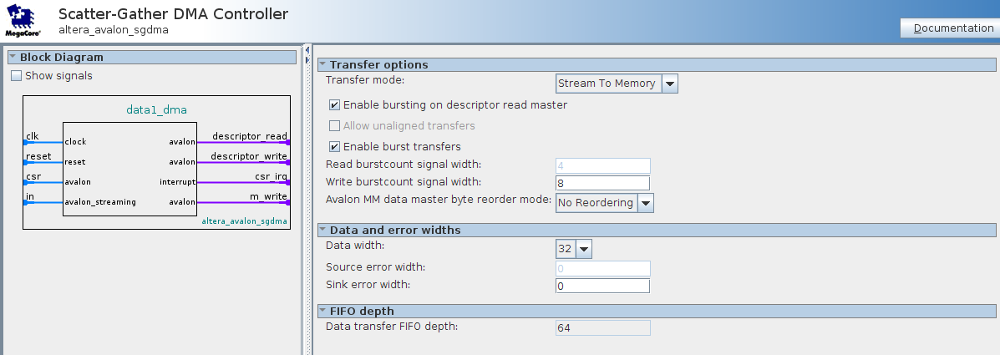 MegaCore®
Scatter-Gather DMA Controller
altera_avalon_sgdma
Documentation
Block Diagram
Show signals
data1_dma
clk
clock
avalon
descriptor_read
reset
reset
avalon
descriptor_write
csr
avalon
interrupt
csr_irq
in
avalon_streaming
avalon
m_write
altera_avalon_sgdma
Transfer options
Transfer mode: Stream To Memory
Enable bursting on descriptor read master
Allow unaligned transfers
Enable burst transfers
Read burstcount signal width: 4
Write burstcount signal width: 8
Avalon MM data master byte reorder mode: No Reordering
Data and error widths
Data width: 32
Source error width: 0
Sink error width: 0
FIFO depth
Data transfer FIFO depth: 64